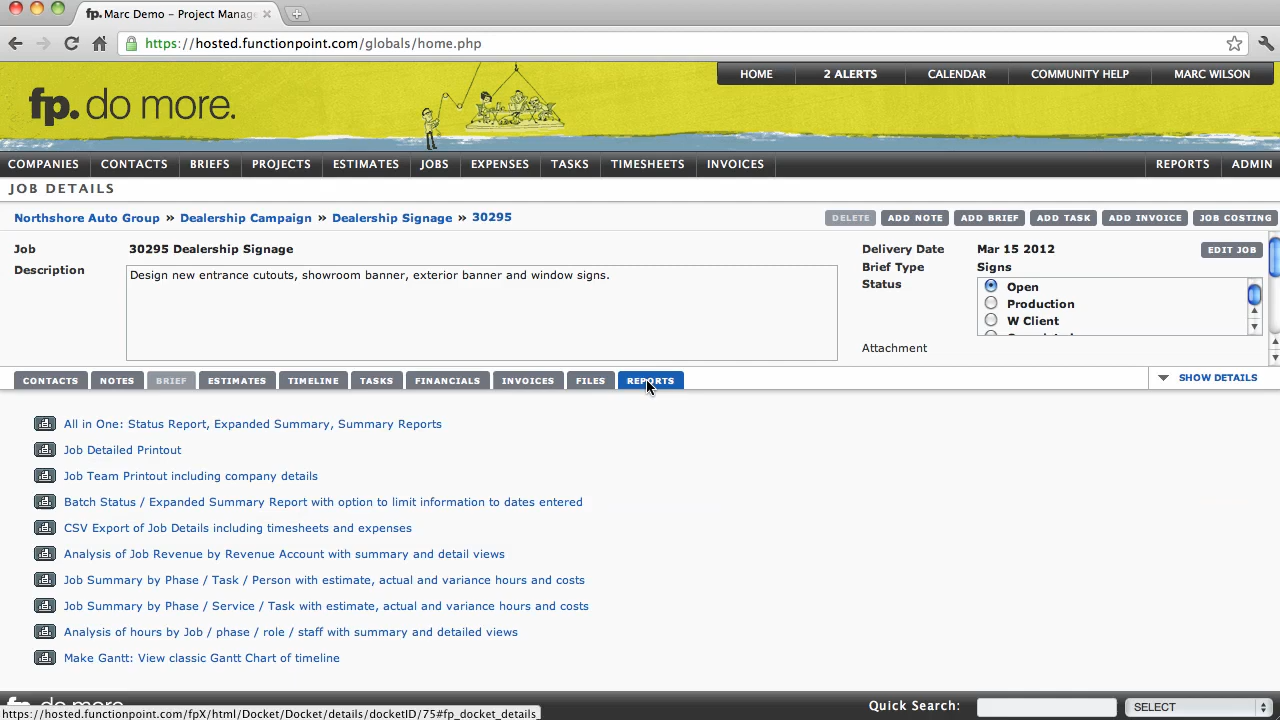 fp. Marc Demo – Project Manag
https://hosted.functionpoint.com/globals/home.php
HOME 2 ALERTS CALENDAR COMMUNITY HELP MARC WILSON
fp. do more.
COMPANIES CONTACTS BRIEFS PROJECTS ESTIMATES JOBS EXPENSES TASKS TIMESHEETS INVOICES REPORTS ADMIN
JOB DETAILS
Northshore Auto Group » Dealership Campaign » Dealership Signage » 30295 DELETE ADD NOTE ADD BRIEF ADD TASK ADD INVOICE JOB COSTING
Job 30295 Dealership Signage Delivery Date Mar 15 2012 EDIT JOB
Brief Type Signs
Description Design new entrance cutouts, showroom banner, exterior banner and window signs.
Status Open
Production
W Client
Attachment
CONTACTS NOTES BRIEF ESTIMATES TIMELINE TASKS FINANCIALS INVOICES FILES REPORTS SHOW DETAILS
All in One: Status Report, Expanded Summary, Summary Reports
Job Detailed Printout
Job Team Printout including company details
Batch Status / Expanded Summary Report with option to limit information to dates entered
CSV Export of Job Details including timesheets and expenses
Analysis of Job Revenue by Revenue Account with summary and detail views
Job Summary by Phase / Task / Person with estimate, actual and variance hours and costs
Job Summary by Phase / Service / Task with estimate, actual and variance hours and costs
Analysis of hours by Job / phase / role / staff with summary and detailed views
Make Gantt: View classic Gantt Chart of timeline
Quick Search: SELECT
https://hosted.functionpoint.com/fpX/html/Docket/Docket/details/docketID/75#fp_docket_details_